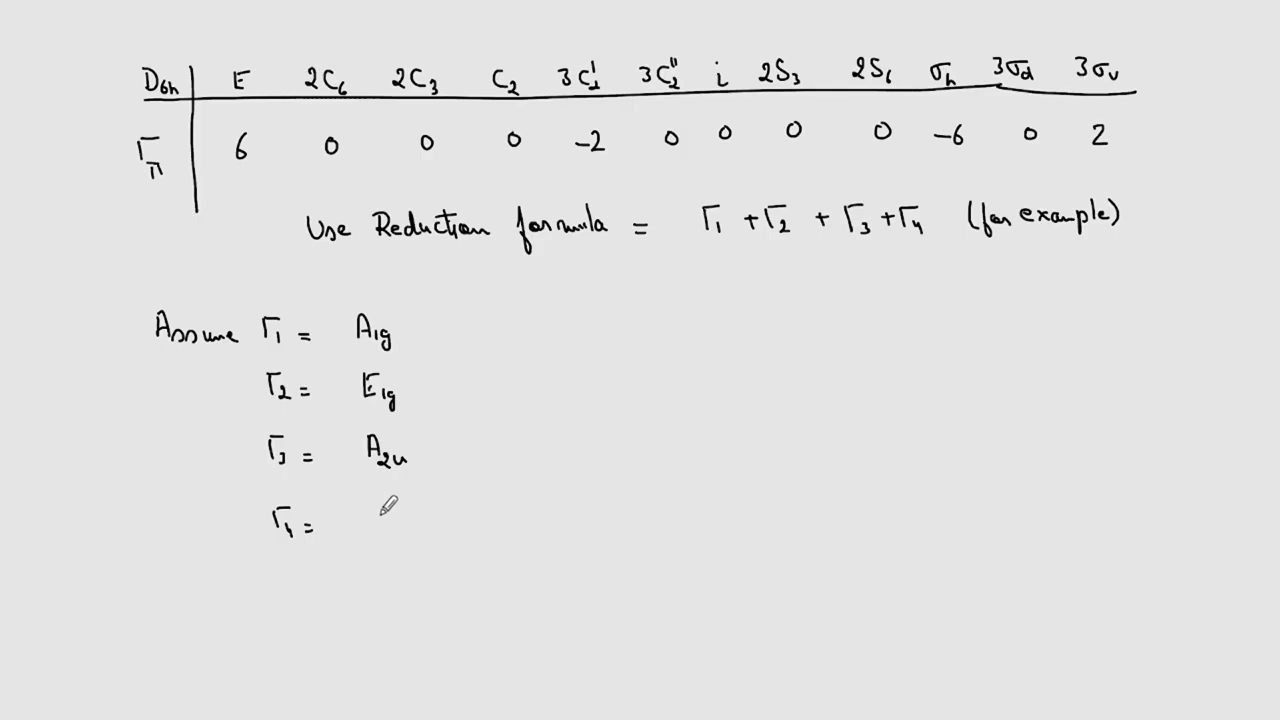 D6h E 2C6 2C3 C2 3C2' 3C2" i 2S3 2S6 σh 3σd 3σv
Γπ 6 0 0 0 -2 0 0 0 0 -6 0 2
Use Reduction formula = Γ1 + Γ2 + Γ3 + Γ4 (for example)
Assume Γ1 = A1g
Γ2 = E1g
Γ3 = A2u
Γ4 =